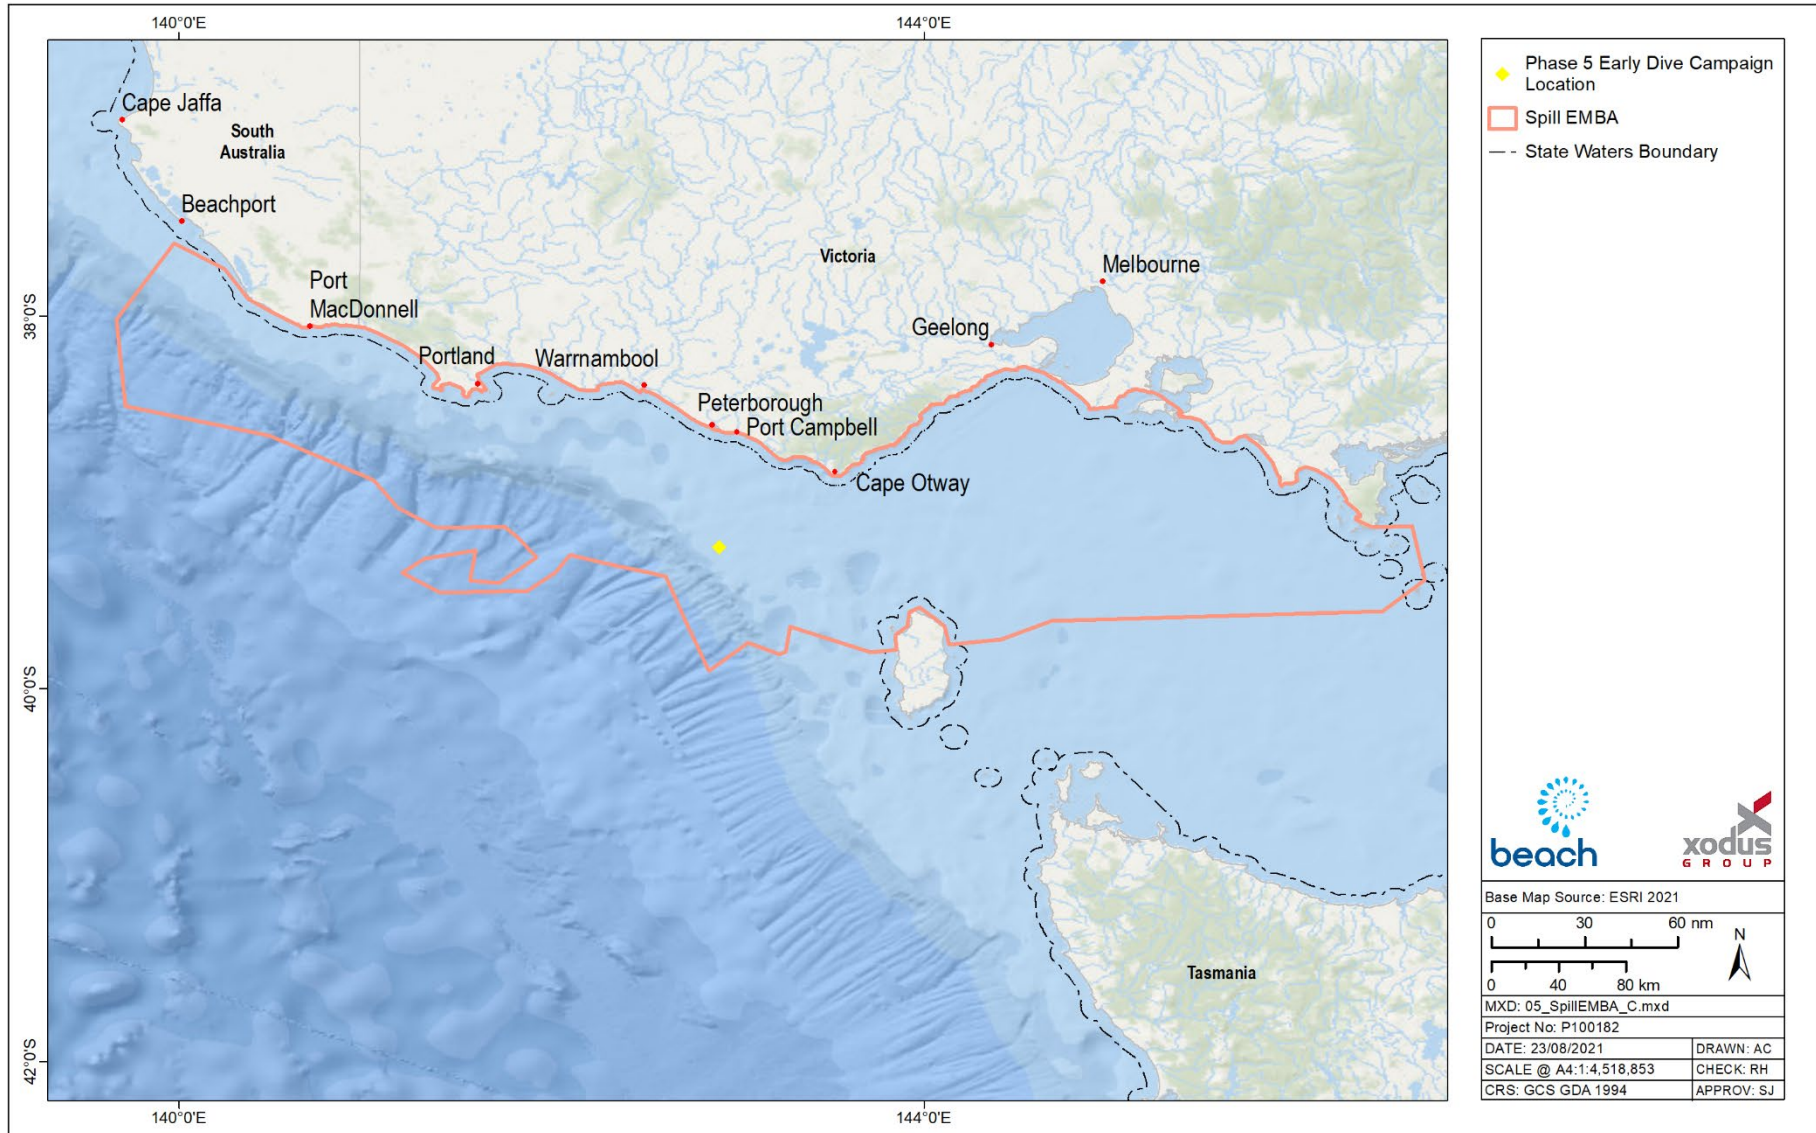 140°0'E
144°0'E
Cape Jaffa
South
Australia
Beachport
Victoria
Melbourne
Port
MacDonnell
38°0'S
Geelong
Portland
Warrnambool
Peterborough
Port Campbell
Cape Otway
40°0'S
Tasmania
42°0'S
140°0'E
144°0'E
Phase 5 Early Dive Campaign
Location
Spill EMBA
State Waters Boundary
beach
xodus
GROUP
Base Map Source: ESRI 2021
0 30 60 nm
N
0 40 80 km
MXD: 05_SpillEMBA_C.mxd
Project No: P100182
DATE: 23/08/2021 DRAWN: AC
SCALE @ A4:1:4,518,853 CHECK: RH
CRS: GCS GDA 1994 APPROV: SJ